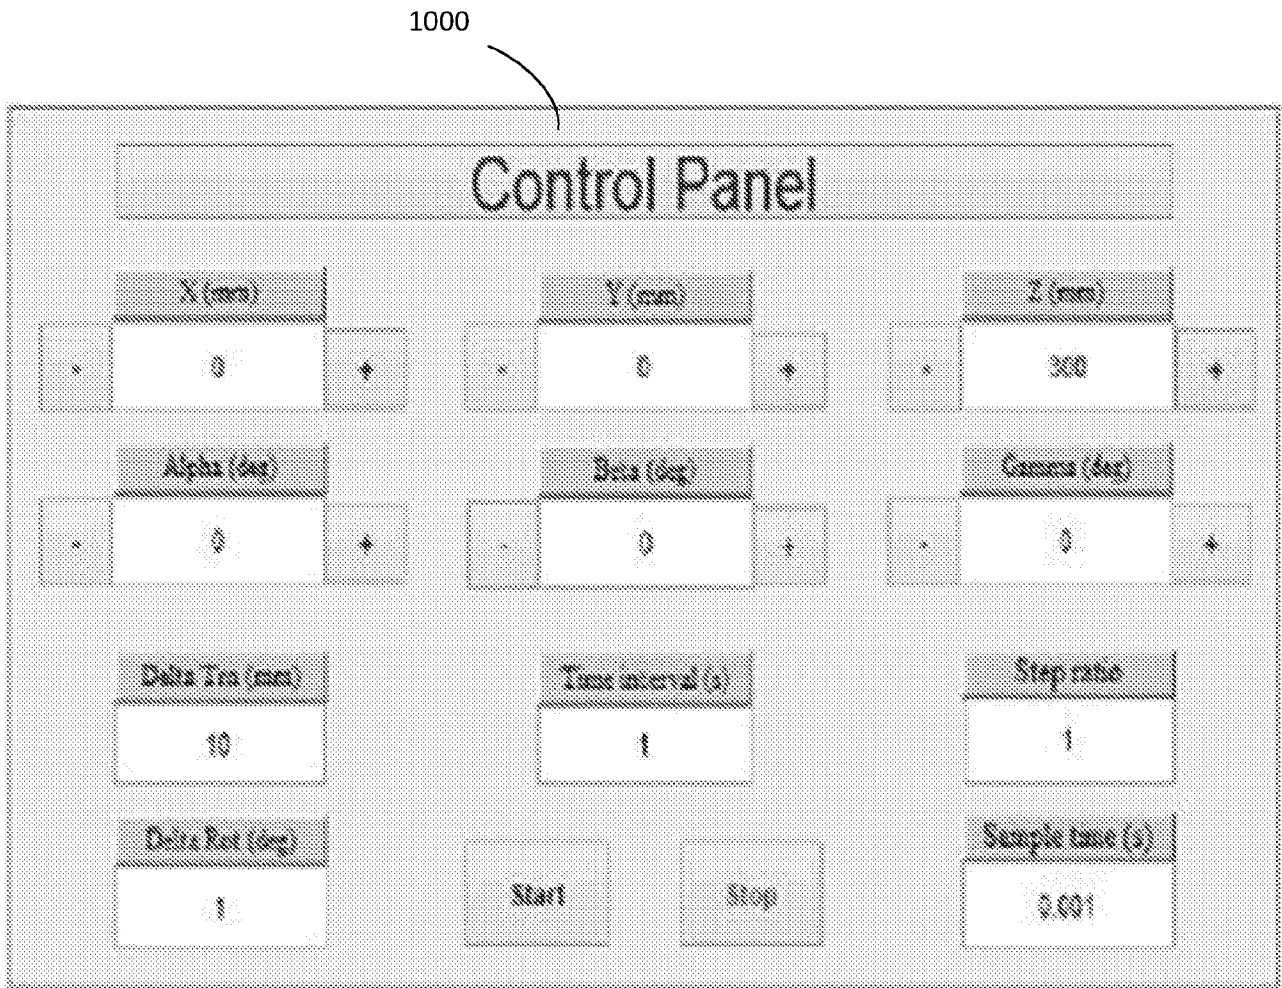 1000
Control Panel
X (mm) Y (mm) Z (mm)
- 0 + - 0 + - 300 +
Alpha (deg) Beta (deg) Gamma (deg)
- 0 + - 0 + - 0 +
Delta Tra (mm) Time interval (s) Step ratio
10 1 1
Delta Rot (deg) Sample time (s)
1 Start Stop 0.001